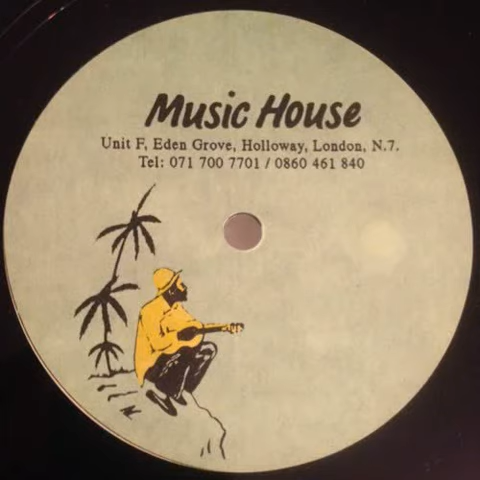 Music House
Unit F, Eden Grove, Holloway, London, N.7.
Tel: 071 700 7701 / 0860 461 840